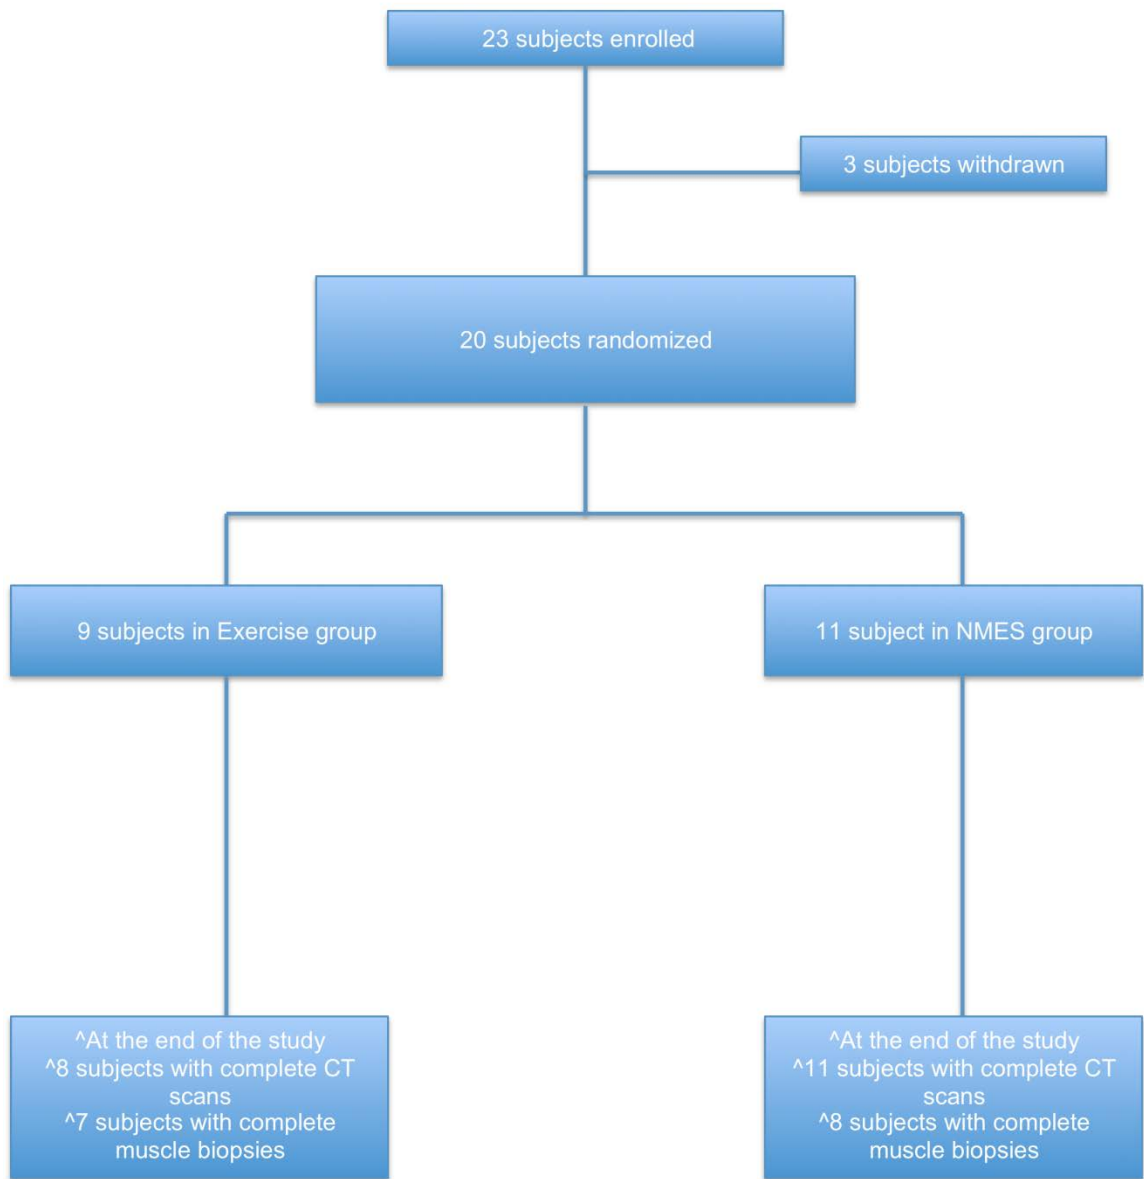 23 subjects enrolled
3 subjects withdrawn
20 subjects randomized
9 subjects in Exercise group
11 subject in NMES group
^At the end of the study
^8 subjects with complete CT
scans
^7 subjects with complete
muscle biopsies
^At the end of the study
^11 subjects with complete CT
scans
^8 subjects with complete
muscle biopsies